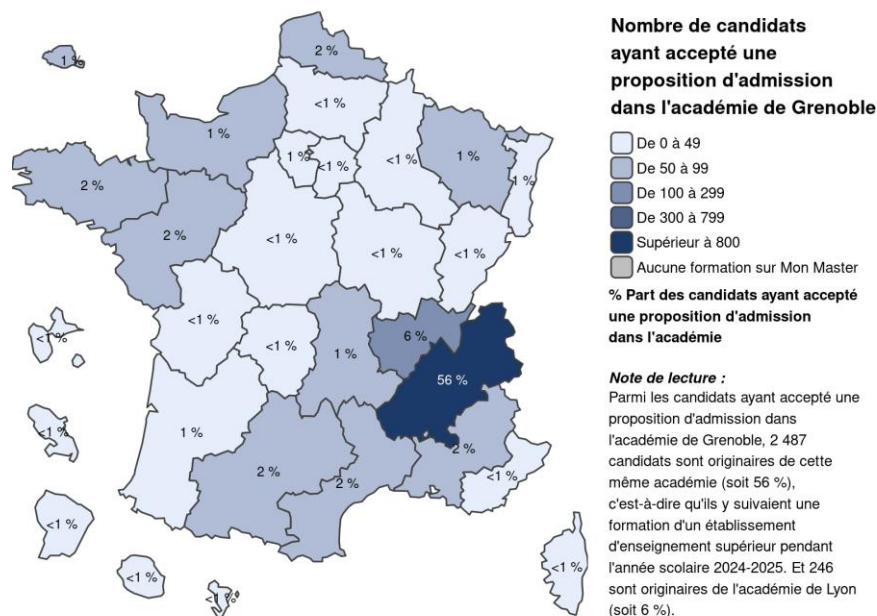 Nombre de candidats
ayant accepté une
proposition d'admission
dans l'académie de Grenoble
De 0 à 49
De 50 à 99
De 100 à 299
De 300 à 799
Supérieur à 800
Aucune formation sur Mon Master
% Part des candidats ayant accepté
une proposition d'admission
dans l'académie
Note de lecture :
Parmi les candidats ayant accepté une
proposition d'admission dans
l'académie de Grenoble, 2 487
candidats sont originaires de cette
même académie (soit 56 %),
c'est-à-dire qu'ils y suivaient une
formation d'un établissement
d'enseignement supérieur pendant
l'année scolaire 2024-2025. Et 246
sont originaires de l'académie de Lyon
(soit 6 %).
2 %
1 %
<1 %
1 %
1 %
<1 %
<1 %
1 %
1 %
2 %
2 %
<1 %
<1 %
<1 %
<1 %
<1 %
1 %
6 %
<1 %
56 %
<1 %
1 %
2 %
2 %
2 %
<1 %
<1 %
<1 %
<1 %
<1 %